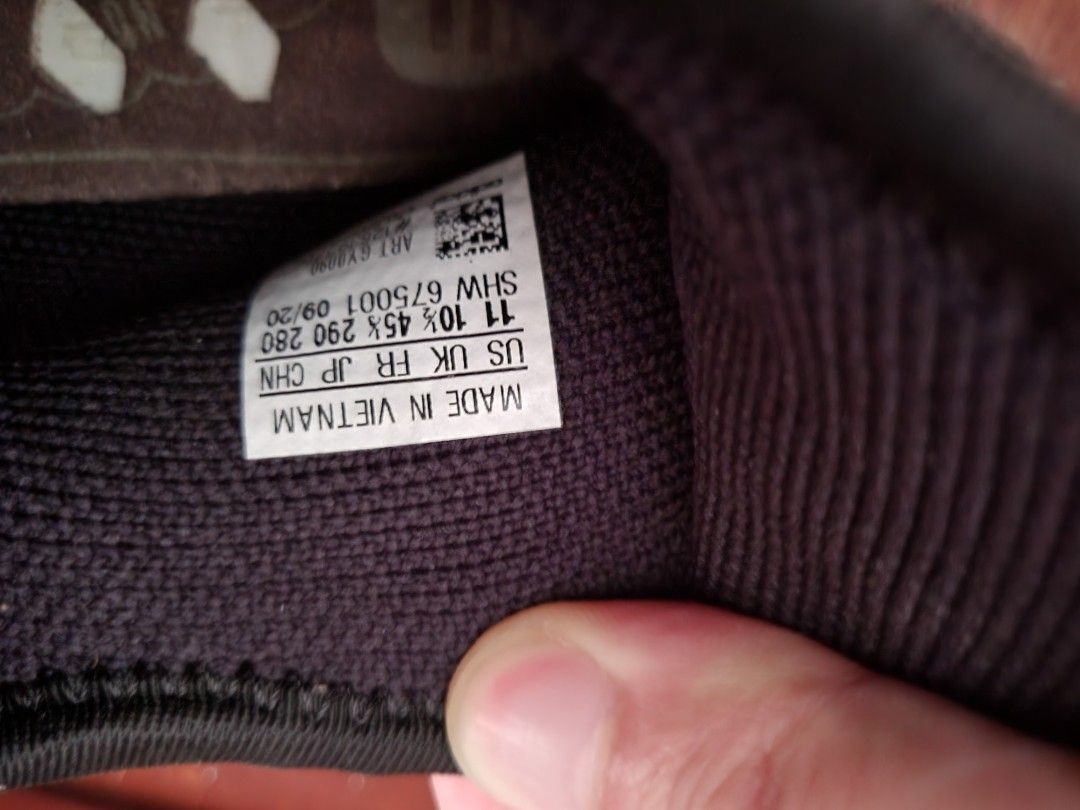 MADE IN VIETNAM
US UK FR JP CHN
11 10½ 45⅓ 290 280
SHW 675001 09/20
ART.